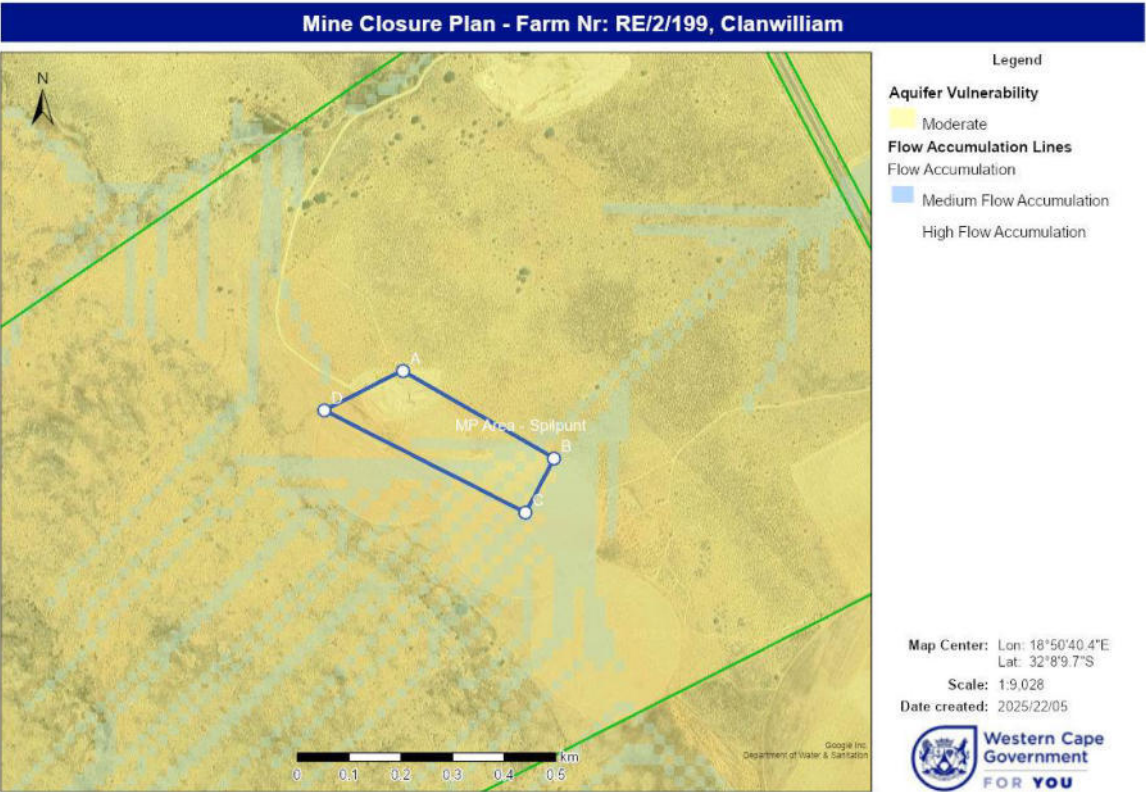 Mine Closure Plan - Farm Nr: RE/2/199, Clanwilliam
N
A
D
MP Area - Spilpunt
B
C
Google Inc.
Department of Water & Sanitation
km
0 0.1 0.2 0.3 0.4 0.5
Legend
Aquifer Vulnerability
Moderate
Flow Accumulation Lines
Flow Accumulation
Medium Flow Accumulation
High Flow Accumulation
Map Center: Lon: 18°50'40.4"E
Lat: 32°8'9.7"S
Scale: 1:9,028
Date created: 2025/22/05
Western Cape
Government
FOR YOU